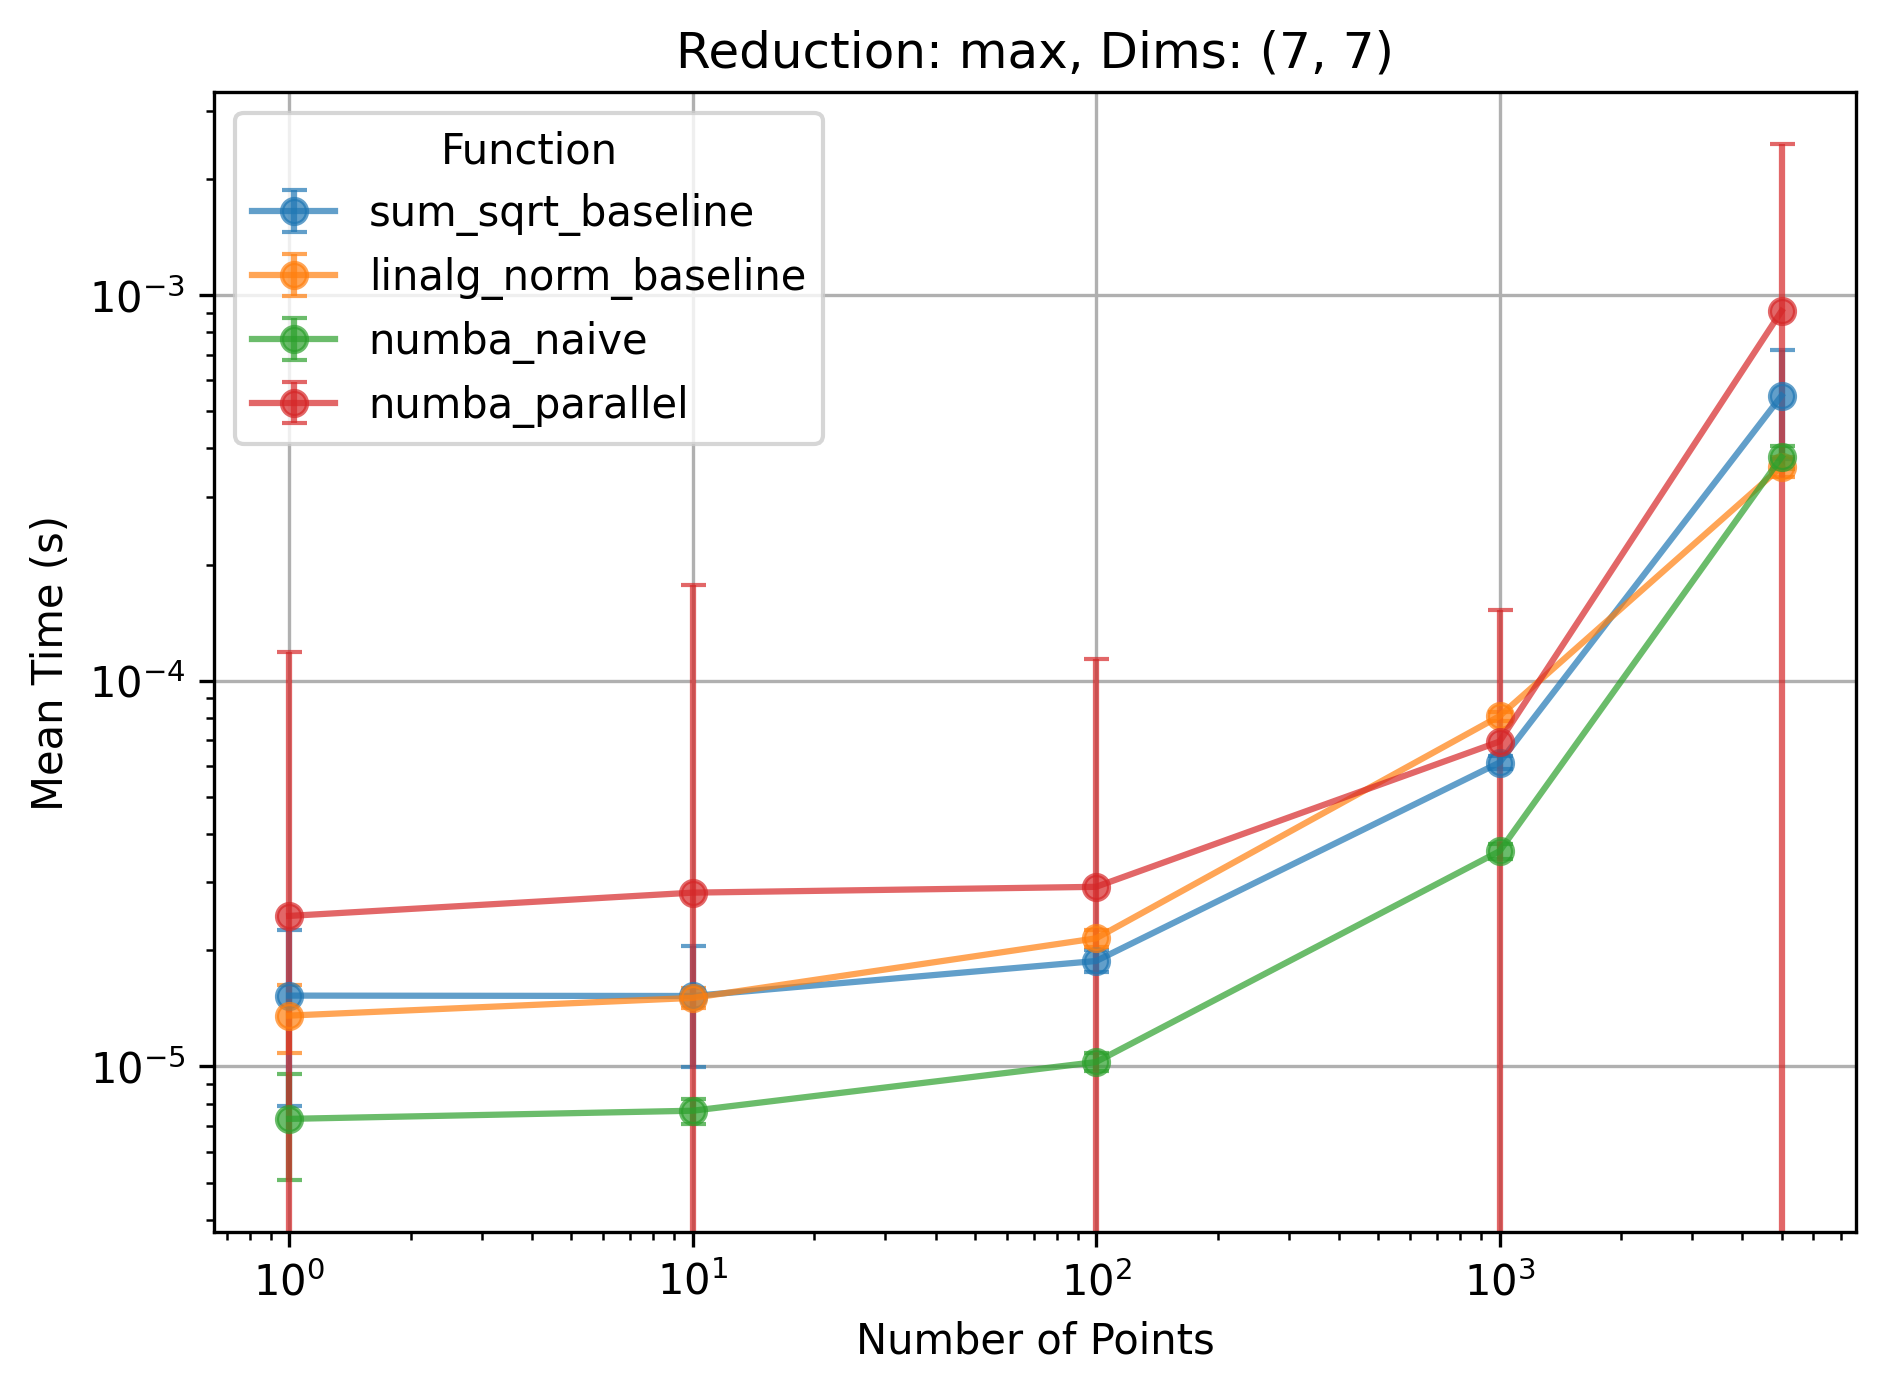 Reduction: max, Dims: (7, 7)
Function
sum_sqrt_baseline
linalg_norm_baseline
numba_naive
numba_parallel
Mean Time (s)
10⁻³
10⁻⁴
10⁻⁵
10⁰ 10¹ 10² 10³
Number of Points